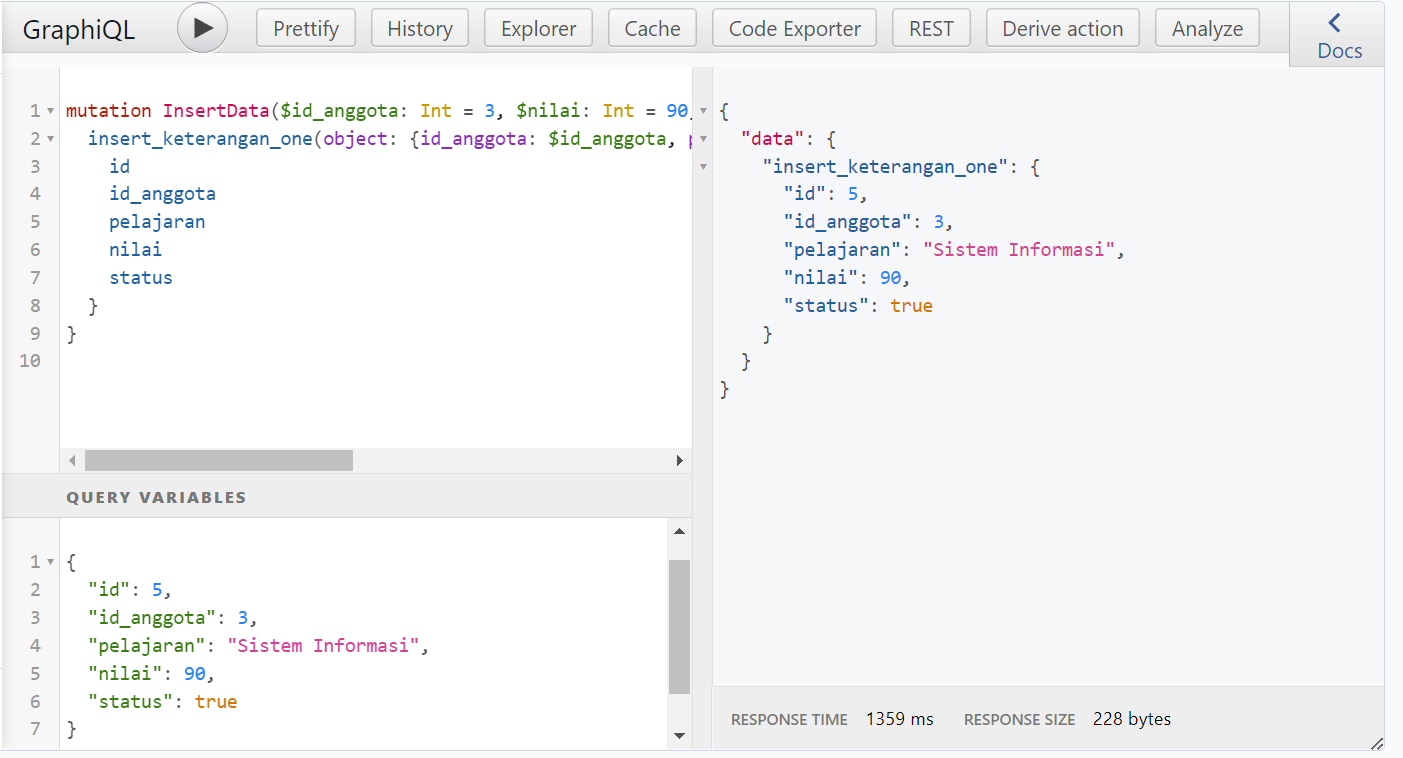 GraphiQL
Prettify
History
Explorer
Cache
Code Exporter
REST
Derive action
Analyze
Docs
1 mutation InsertData($id_anggota: Int = 3, $nilai: Int = 90,
2 insert_keterangan_one(object: {id_anggota: $id_anggota, p
3 id
4 id_anggota
5 pelajaran
6 nilai
7 status
8 }
9 }
10
QUERY VARIABLES
1 {
2 "id": 5,
3 "id_anggota": 3,
4 "pelajaran": "Sistem Informasi",
5 "nilai": 90,
6 "status": true
7 }
{
"data": {
"insert_keterangan_one": {
"id": 5,
"id_anggota": 3,
"pelajaran": "Sistem Informasi",
"nilai": 90,
"status": true
}
}
}
RESPONSE TIME 1359 ms RESPONSE SIZE 228 bytes